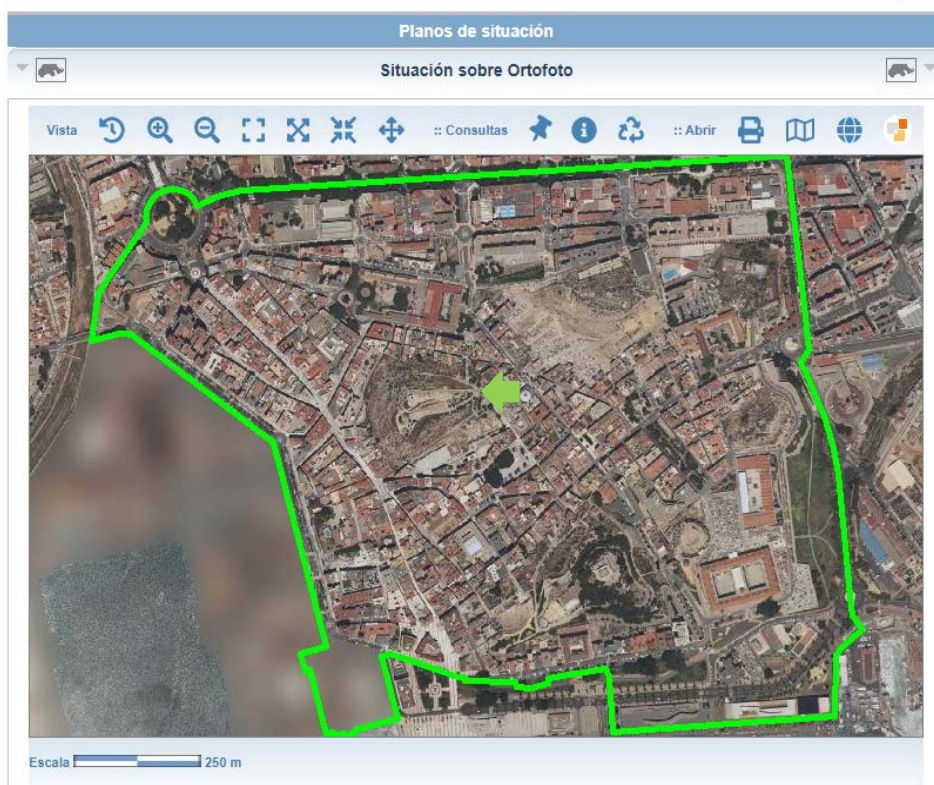 Planos de situación
Situación sobre Ortofoto
Vista :: Consultas :: Abrir
Escala 250 m